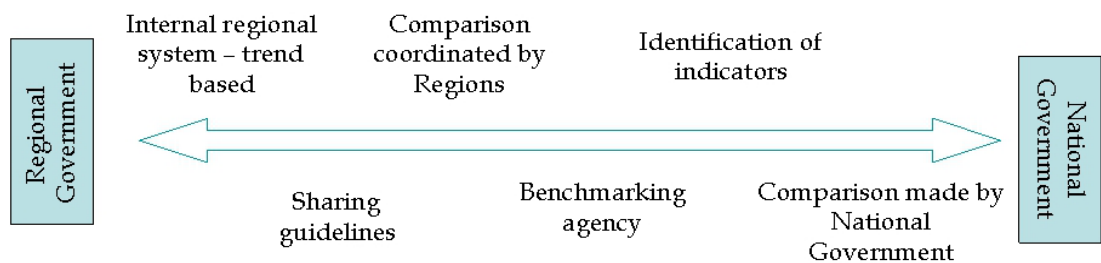 Regional
Government
Internal regional
system – trend
based
Comparison
coordinated by
Regions
Identification of
indicators
Sharing
guidelines
Benchmarking
agency
Comparison made by
National
Government
National
Government